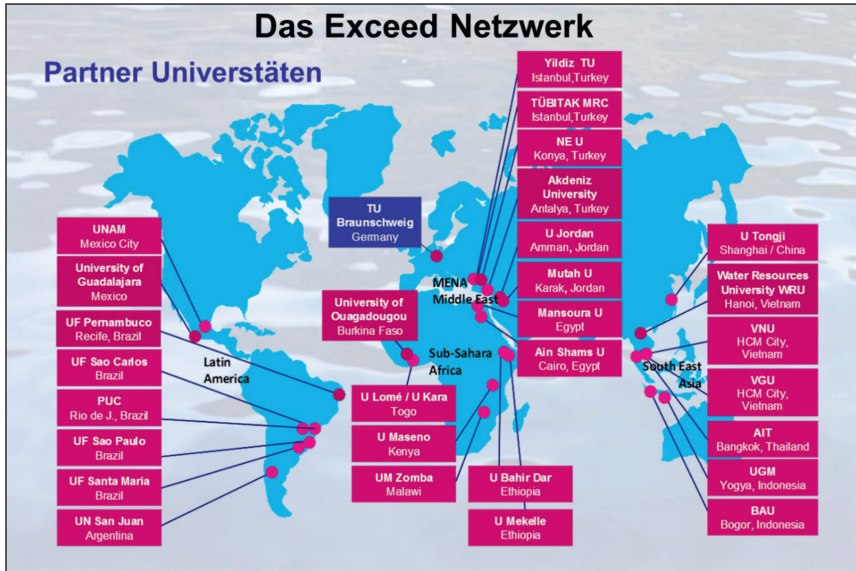 Das Exceed Netzwerk
Partner Universtäten
UNAM
Mexico City
University of
Guadalajara
Mexico
UF Pernambuco
Recife, Brazil
UF Sao Carlos
Brazil
PUC
Rio de J., Brazil
UF Sao Paulo
Brazil
UF Santa Maria
Brazil
UN San Juan
Argentina
Latin
America
TU
Braunschweig
Germany
University of
Ouagadougou
Burkina Faso
U Lomé / U Kara
Togo
U Maseno
Kenya
UM Zomba
Malawi
MENA
Middle East
Sub-Sahara
Africa
U Bahir Dar
Ethiopia
U Mekelle
Ethiopia
Yildiz TU
Istanbul,Turkey
TÜBITAK MRC
Istanbul,Turkey
NE U
Konya, Turkey
Akdeniz
University
Antalya, Turkey
U Jordan
Amman, Jordan
Mutah U
Karak, Jordan
Mansoura U
Egypt
Ain Shams U
Cairo, Egypt
South East
Asia
U Tongji
Shanghai / China
Water Resources
University WRU
Hanoi, Vietnam
VNU
HCM City,
Vietnam
VGU
HCM City,
Vietnam
AIT
Bangkok, Thailand
UGM
Yogya, Indonesia
BAU
Bogor, Indonesia